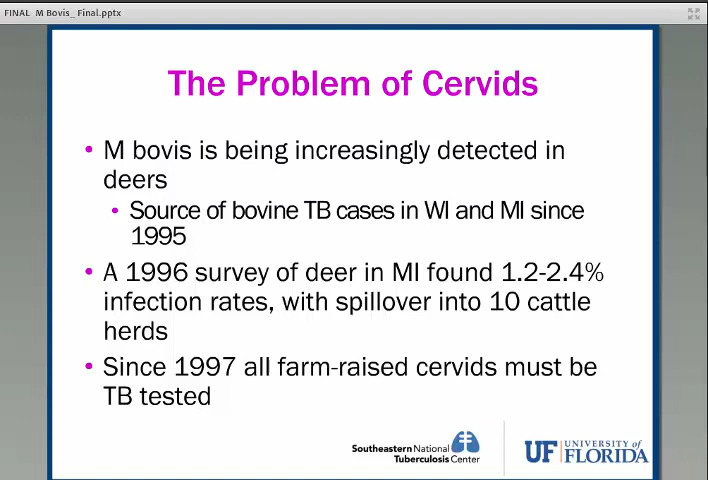 FINAL M Bovis_ Final.pptx
The Problem of Cervids
• M bovis is being increasingly detected in
deers
• Source of bovine TB cases in WI and MI since
1995
• A 1996 survey of deer in MI found 1.2-2.4%
infection rates, with spillover into 10 cattle
herds
• Since 1997 all farm-raised cervids must be
TB tested
Southeastern National
Tuberculosis Center
UF UNIVERSITY of
FLORIDA